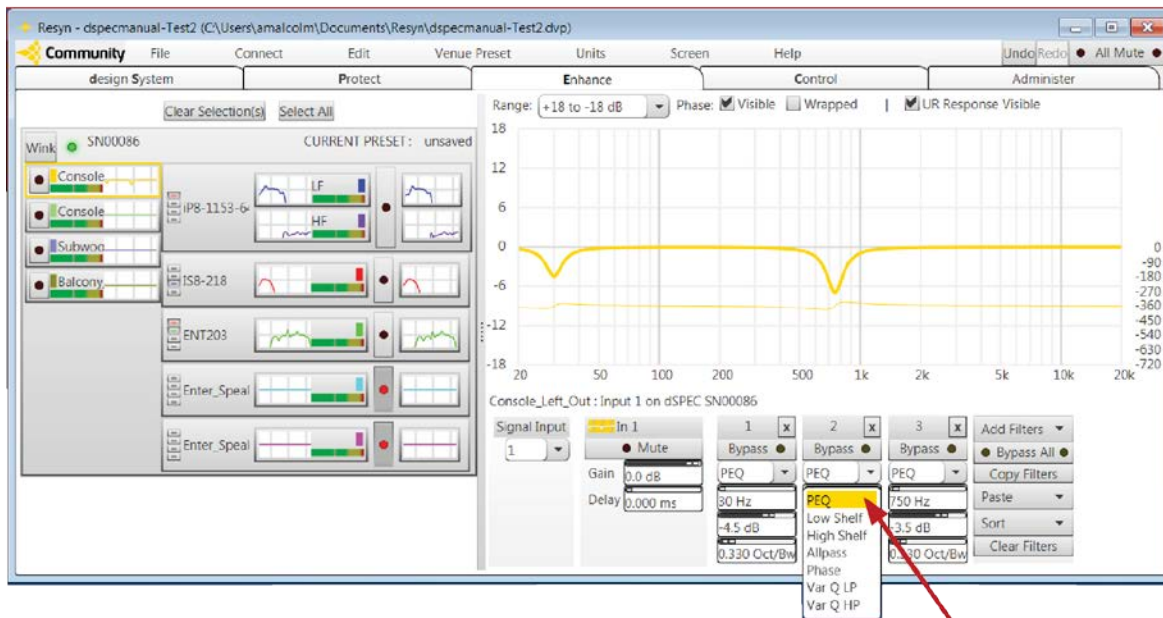 Resyn - dspecmanual-Test2 (C:\Users\amalcolm\Documents\Resyn\dspecmanual-Test2.dvp)
Community File Connect Edit Venue Preset Units Screen Help Undo Redo All Mute
design System Protect Enhance Control Administer
Clear Selection(s) Select All
Range: +18 to -18 dB Phase: Visible Wrapped | UR Response Visible
Wink SN00086 CURRENT PRESET: unsaved
Console
Console
Subwoo
Balcony
iP8-1153-64
LF
HF
IS8-218
ENT203
Enter_Speal
Enter_Speal
18
12
6
0
-6
-12
-18
0
-90
-180
-270
-360
-450
-540
-630
-720
20 50 100 200 500 1k 2k 5k 10k 20k
Console_Left_Out : Input 1 on dSPEC SN00086
Signal Input
1
In 1
Mute
Gain 0.0 dB
Delay 0.000 ms
1 x
Bypass
PEQ
30 Hz
-4.5 dB
0.330 Oct/Bw
2 x
Bypass
PEQ
PEQ
Low Shelf
High Shelf
Allpass
Phase
Var Q LP
Var Q HP
3 x
Bypass
PEQ
750 Hz
-3.5 dB
0.330 Oct/Bw
Add Filters
Bypass All
Copy Filters
Paste
Sort
Clear Filters